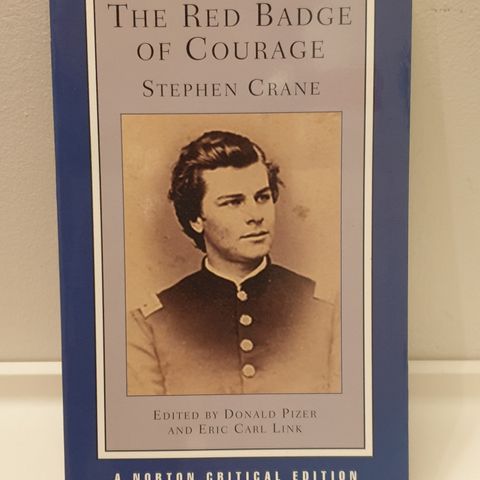 THE RED BADGE
OF COURAGE
STEPHEN CRANE
EDITED BY DONALD PIZER
AND ERIC CARL LINK
A NORTON CRITICAL EDITION